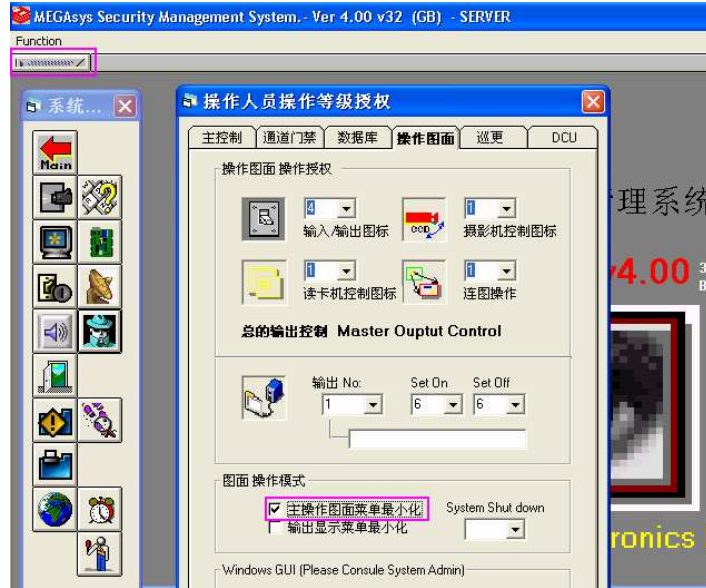 MEGAsys Security Management System.- Ver 4.00 v32 (GB) - SERVER
Function
系统...
操作人员操作等级授权
Main
主控制 通道门禁 数据库 操作图面 巡更 DCU
操作图面 操作授权
4 1
输入/输出图标 CCD 摄影机控制图标
1 1
读卡机控制图标 连图操作
总的输出控制 Master Ouptut Control
输出 No: Set On Set Off
1 6 6
图面 操作模式
主操作图面菜单最小化 System Shut down
输出显示菜单最小化
Windows GUI (Please Consule System Admin)
理系统
v4.00
ronics